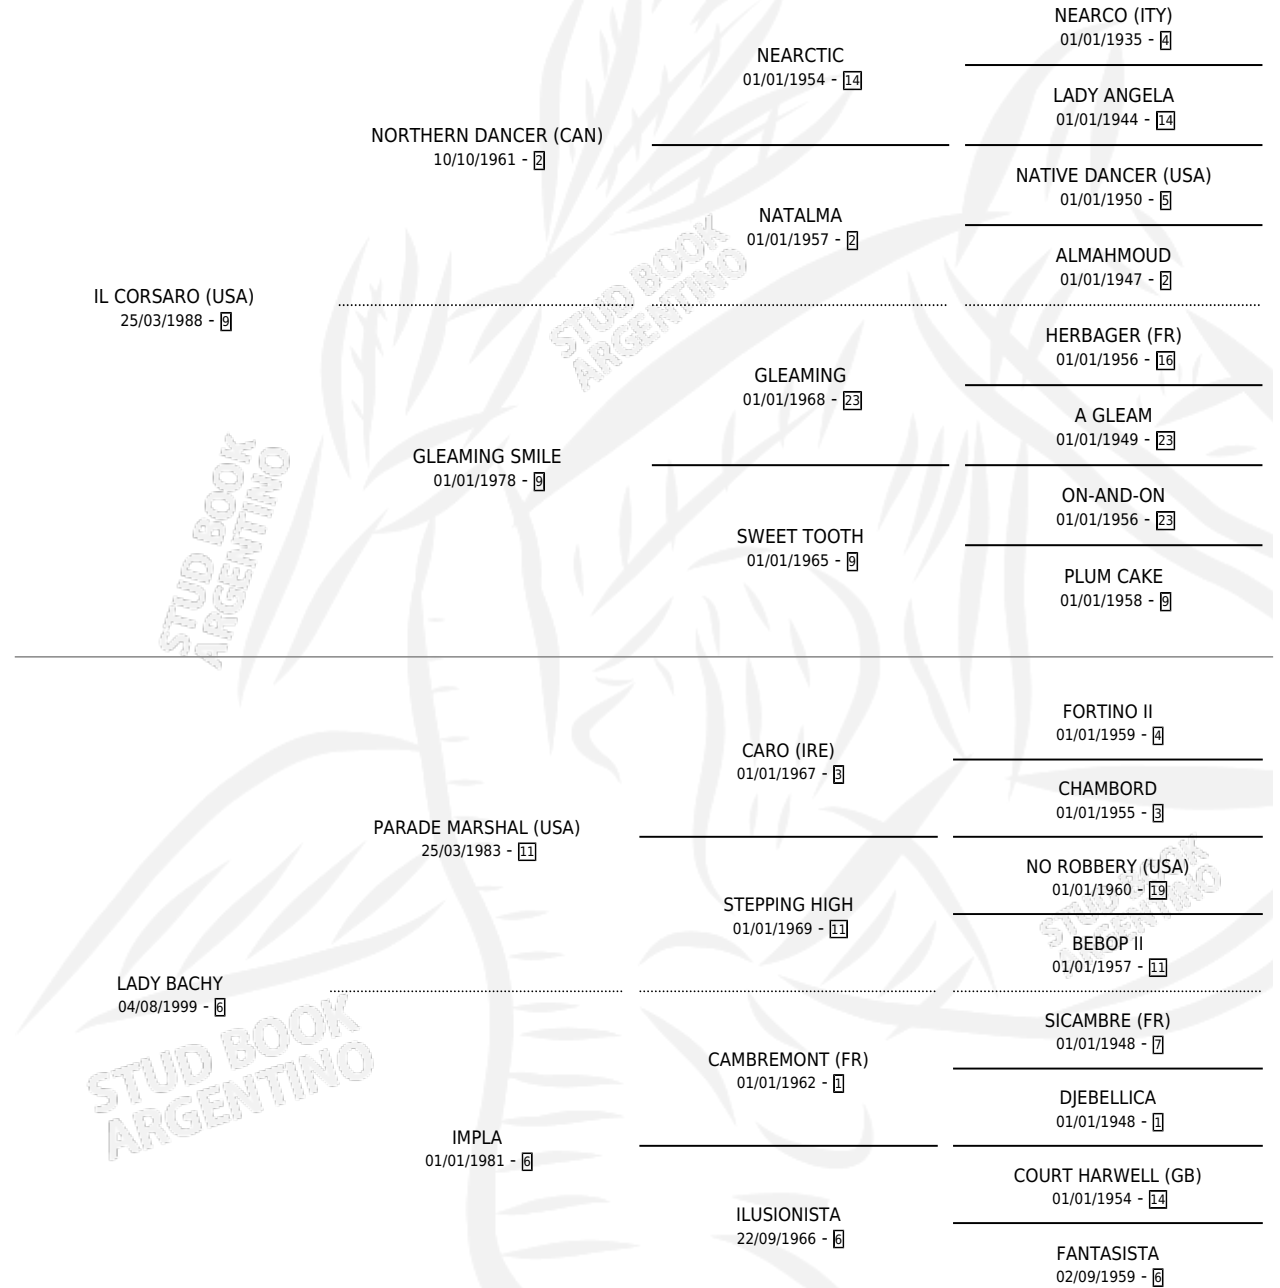 NEARCO (ITY)
01/01/1935 - 4
NEARCTIC
01/01/1954 - 14
LADY ANGELA
01/01/1944 - 14
NORTHERN DANCER (CAN)
10/10/1961 - 2
NATIVE DANCER (USA)
01/01/1950 - 5
NATALMA
01/01/1957 - 2
ALMAHMOUD
01/01/1947 - 2
IL CORSARO (USA)
25/03/1988 - 9
HERBAGER (FR)
01/01/1956 - 16
GLEAMING
01/01/1968 - 23
A GLEAM
01/01/1949 - 23
GLEAMING SMILE
01/01/1978 - 9
ON-AND-ON
01/01/1956 - 23
SWEET TOOTH
01/01/1965 - 9
PLUM CAKE
01/01/1958 - 9
FORTINO II
01/01/1959 - 4
CARO (IRE)
01/01/1967 - 3
CHAMBORD
01/01/1955 - 3
PARADE MARSHAL (USA)
25/03/1983 - 11
NO ROBBERY (USA)
01/01/1960 - 19
STEPPING HIGH
01/01/1969 - 11
BEBOP II
01/01/1957 - 11
LADY BACHY
04/08/1999 - 6
SICAMBRE (FR)
01/01/1948 - 7
CAMBREMONT (FR)
01/01/1962 - 1
DJEBELLICA
01/01/1948 - 1
IMPLA
01/01/1981 - 6
COURT HARWELL (GB)
01/01/1954 - 14
ILUSIONISTA
22/09/1966 - 6
FANTASISTA
02/09/1959 - 6
STUD BOOK
ARGENTINO
STUD BOOK
ARGENTINO
STUD BOOK
ARGENTINO
STUD BOOK
ARGENTINO